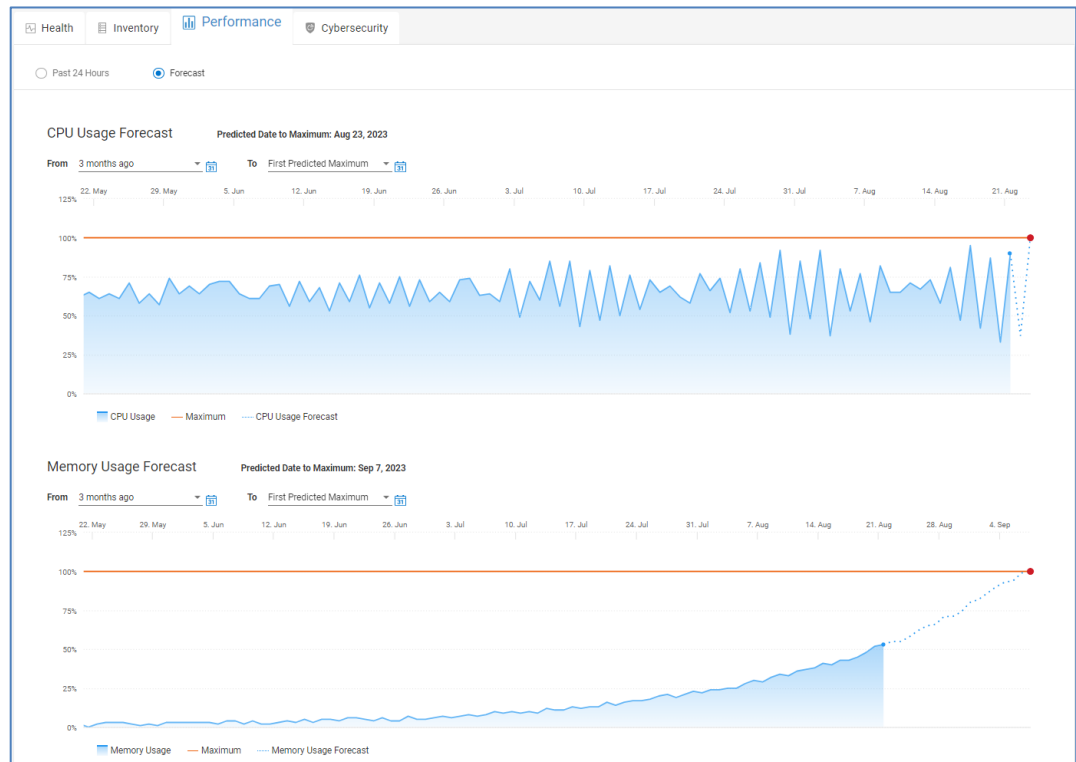 Health Inventory Performance Cybersecurity
Past 24 Hours Forecast
CPU Usage Forecast Predicted Date to Maximum: Aug 23, 2023
From 3 months ago 31 To First Predicted Maximum 31
22. May 29. May 5. Jun 12. Jun 19. Jun 26. Jun 3. Jul 10. Jul 17. Jul 24. Jul 31. Jul 7. Aug 14. Aug 21. Aug
125%
100%
75%
50%
25%
0%
CPU Usage Maximum CPU Usage Forecast
Memory Usage Forecast Predicted Date to Maximum: Sep 7, 2023
From 3 months ago 31 To First Predicted Maximum 31
22. May 29. May 5. Jun 12. Jun 19. Jun 26. Jun 3. Jul 10. Jul 17. Jul 24. Jul 31. Jul 7. Aug 14. Aug 21. Aug 28. Aug 4. Sep
125%
100%
75%
50%
25%
0%
Memory Usage Maximum Memory Usage Forecast